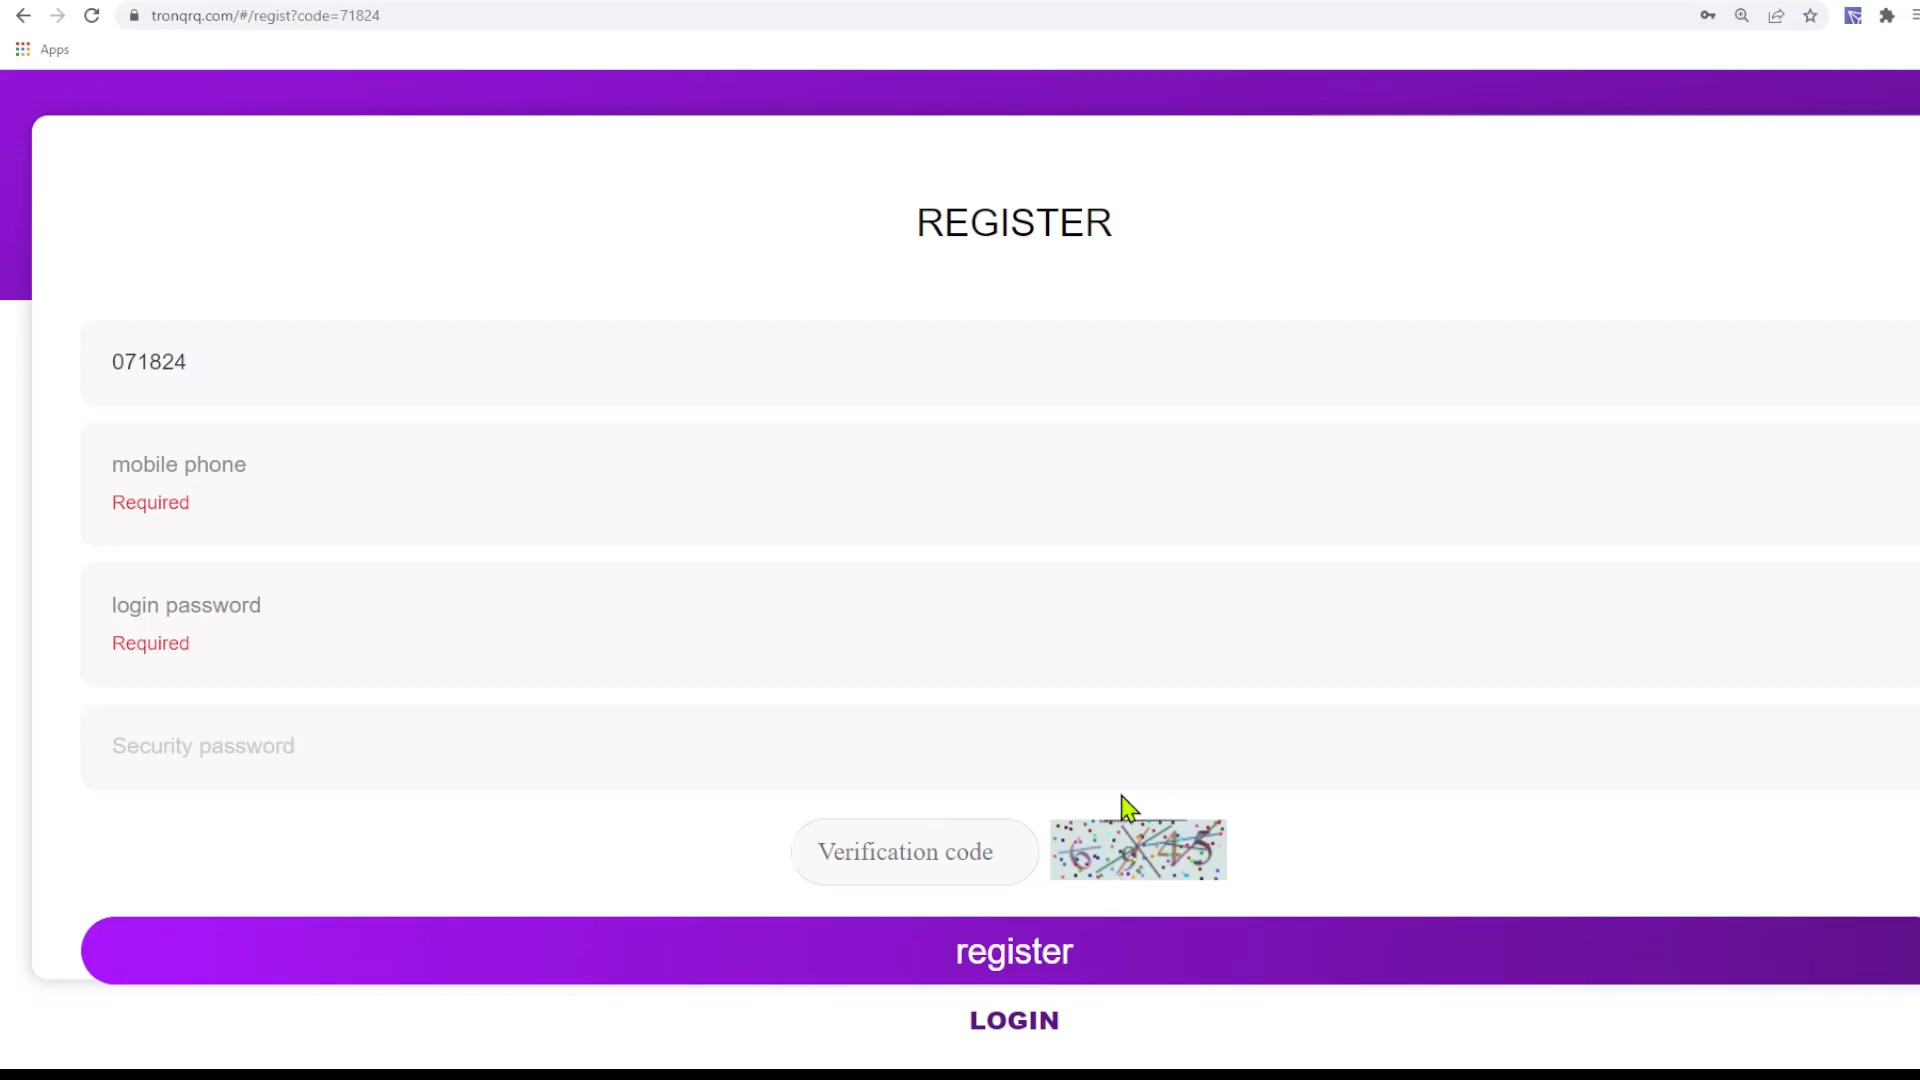 tronqrq.com/#/regist?code=71824
Apps
REGISTER
071824
mobile phone
Required
login password
Required
Security password
Verification code
register
LOGIN